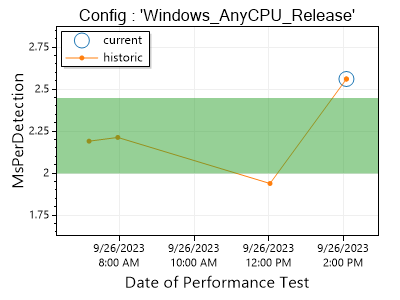 Config : 'Windows_AnyCPU_Release'
current
historic
MsPerDetection
2.75
2.5
2.25
2
1.75
9/26/2023 9/26/2023 9/26/2023 9/26/2023
8:00 AM 10:00 AM 12:00 PM 2:00 PM
Date of Performance Test